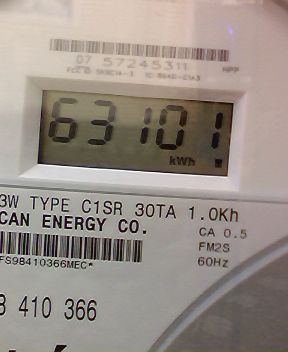 07 57245311
63101
kWh
3W TYPE C1SR 30TA 1.0Kh
CAN ENERGY CO.
CA 0.5
FM2S
FS98410366MEC*
60Hz
8 410 366